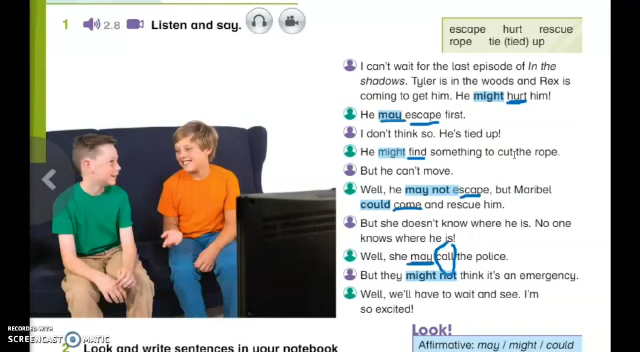 1 2.8 Listen and say.
escape hurt rescue
rope tie (tied) up
I can't wait for the last episode of In the
shadows. Tyler is in the woods and Rex is
coming to get him. He might hurt him!
He may escape first.
I don't think so. He's tied up!
He might find something to cut the rope.
But he can't move.
Well, he may not escape, but Maribel
could come and rescue him.
But she doesn't know where he is. No one
knows where he is!
Well, she may call the police.
But they might not think it's an emergency.
Well, we'll have to wait and see. I'm
so excited!
Look!
Affirmative: may / might / could
2 Look and write sentences in your notebook
RECORDED WITH
SCREENCAST MATIC